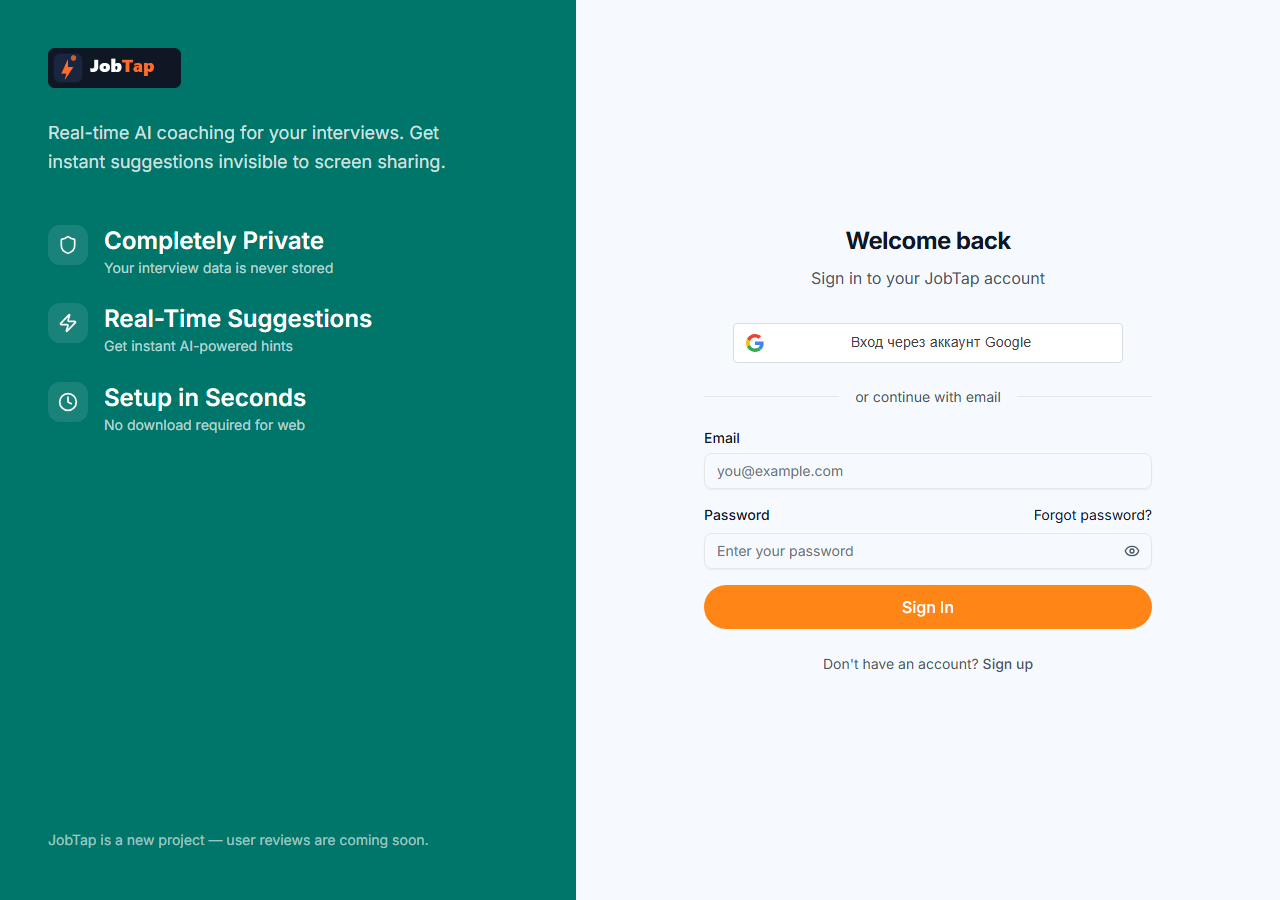 JobTap
Real-time AI coaching for your interviews. Get
instant suggestions invisible to screen sharing.
Completely Private
Your interview data is never stored
Real-Time Suggestions
Get instant AI-powered hints
Setup in Seconds
No download required for web
JobTap is a new project — user reviews are coming soon.
Welcome back
Sign in to your JobTap account
Вход через аккаунт Google
or continue with email
Email
you@example.com
Password Forgot password?
Enter your password
Sign In
Don't have an account? Sign up